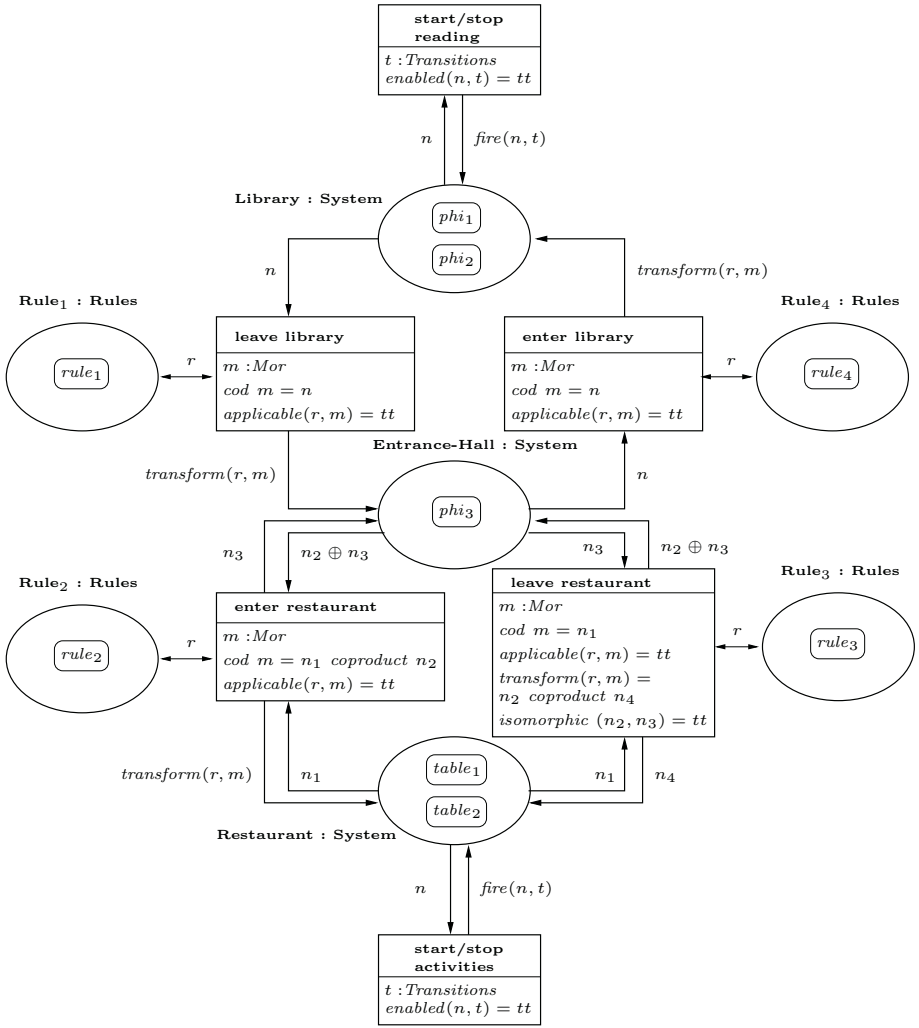 start/stop
reading
t : Transitions
enabled(n, t) = tt
n
fire(n, t)
Library : System
phi₁
phi₂
n
transform(r, m)
Rule₁ : Rules
Rule₄ : Rules
leave library
enter library
rule₁
r
m : Mor
cod m = n
applicable(r, m) = tt
m : Mor
cod m = n
applicable(r, m) = tt
r
rule₄
Entrance-Hall : System
transform(r, m)
n
phi₃
n₃
n₂ ⊕ n₃
n₃
n₂ ⊕ n₃
Rule₂ : Rules
Rule₃ : Rules
enter restaurant
m : Mor
cod m = n₁ coproduct n₂
applicable(r, m) = tt
rule₂
r
leave restaurant
m : Mor
cod m = n₁
applicable(r, m) = tt
transform(r, m) =
n₂ coproduct n₄
isomorphic (n₂, n₃) = tt
r
rule₃
transform(r, m)
n₁
table₁
table₂
n₁
n₄
Restaurant : System
n
fire(n, t)
start/stop
activities
t : Transitions
enabled(n, t) = tt